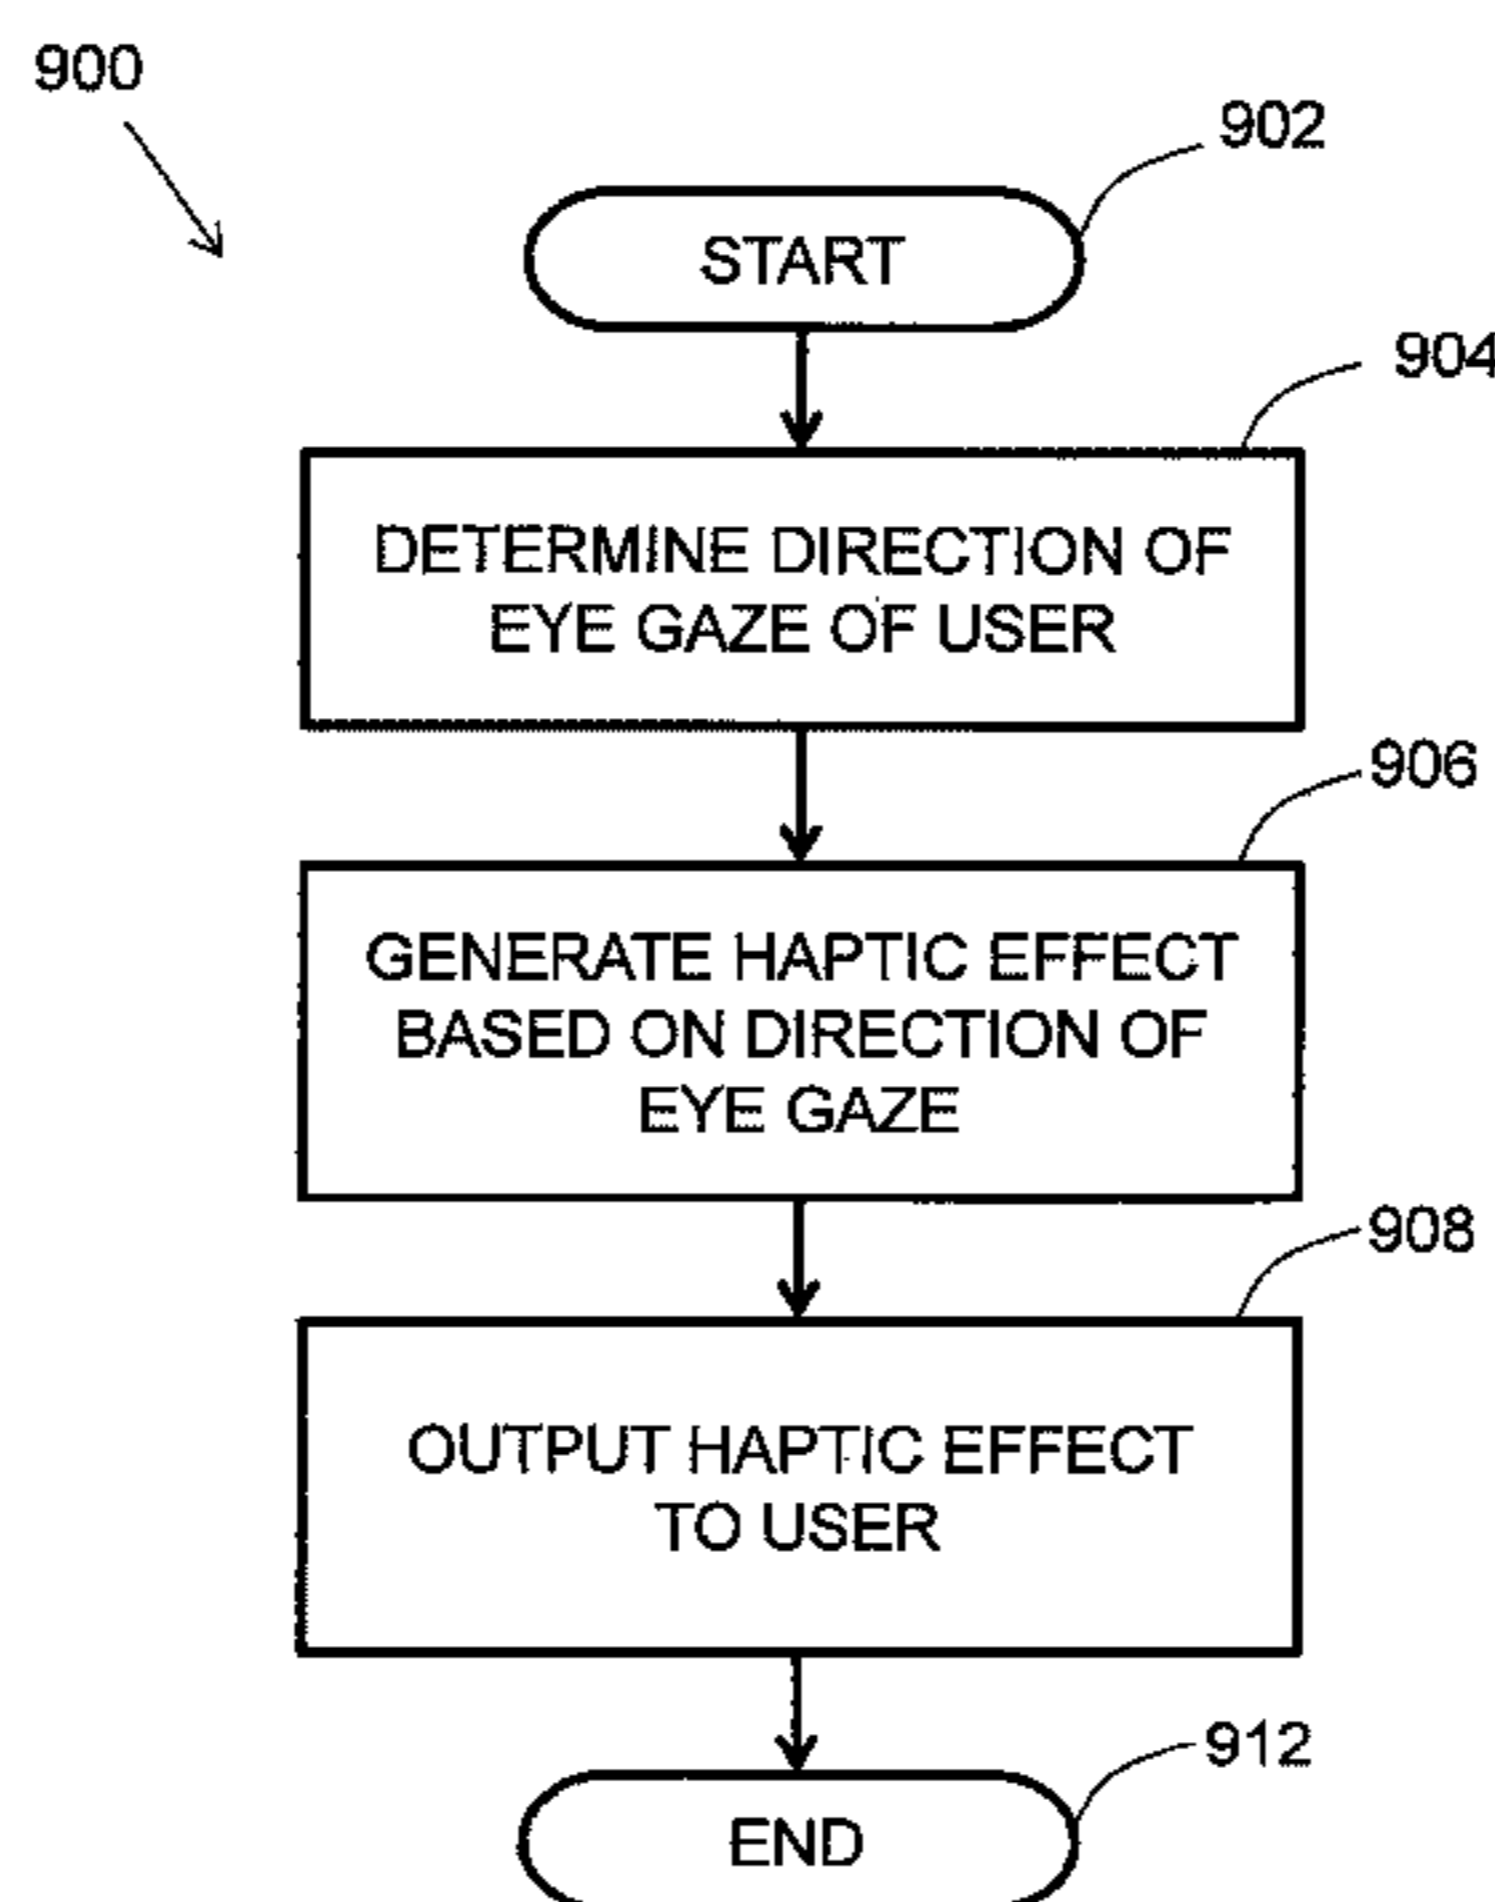 900
902
START
904
DETERMINE DIRECTION OF
EYE GAZE OF USER
906
GENERATE HAPTIC EFFECT
BASED ON DIRECTION OF
EYE GAZE
908
OUTPUT HAPTIC EFFECT
TO USER
912
END